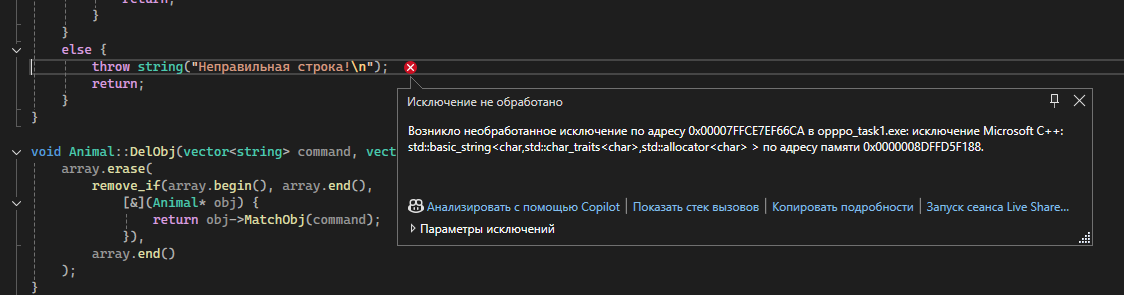 return;
}
}
else {
throw string("Неправильная строка!\n");
return;
}
}
Исключение не обработано
Возникло необработанное исключение по адресу 0x00007FFCE7EF66CA в opppo_task1.exe: исключение Microsoft C++:
std::basic_string<char,std::char_traits<char>,std::allocator<char> > по адресу памяти 0x0000008DFFD5F188.
Анализировать с помощью Copilot | Показать стек вызовов | Копировать подробности | Запуск сеанса Live Share...
Параметры исключений
void Animal::DelObj(vector<string> command, vect
array.erase(
remove_if(array.begin(), array.end(),
[&](Animal* obj) {
return obj->MatchObj(command);
}),
array.end()
);
}